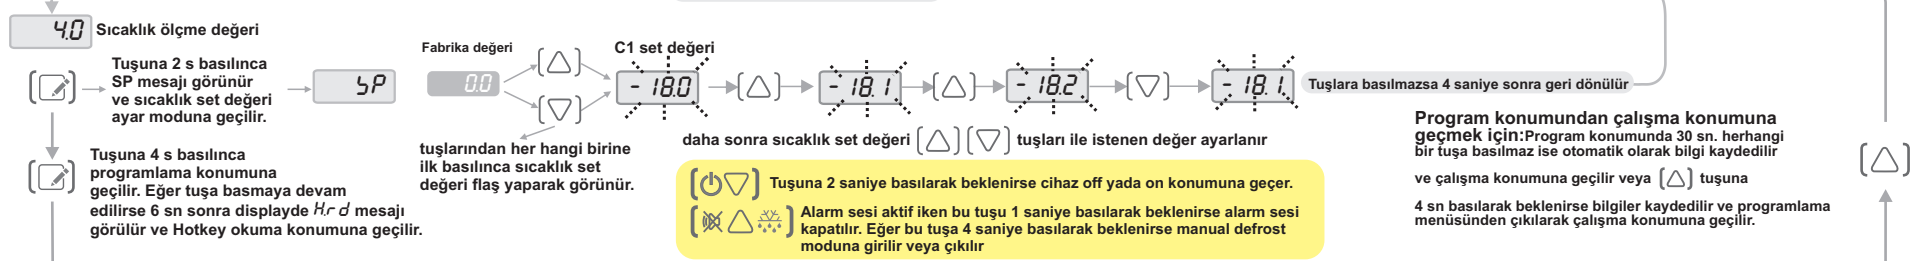 4.0 Sıcaklık ölçme değeri
Tuşuna 2 s basılınca
SP mesajı görünür
ve sıcaklık set değeri
ayar moduna geçilir.
SP
Fabrika değeri
0.0
C1 set değeri
- 18.0
- 18.1
- 18.2
- 18.1
Tuşlara basılmazsa 4 saniye sonra geri dönülür
tuşlarından her hangi birine
ilk basılınca sıcaklık set
değeri flaş yaparak görünür.
daha sonra sıcaklık set değeri tuşları ile istenen değer ayarlanır
Tuşuna 4 s basılınca
programlama konumuna
geçilir. Eğer tuşa basmaya devam
edilirse 6 sn sonra displayde H.r d mesajı
görülür ve Hotkey okuma konumuna geçilir.
Tuşuna 2 saniye basılarak beklenirse cihaz off yada on konumuna geçer.
Alarm sesi aktif iken bu tuşu 1 saniye basılarak beklenirse alarm sesi
kapatılır. Eğer bu tuşa 4 saniye basılarak beklenirse manual defrost
moduna girilir veya çıkılır
Program konumundan çalışma konumuna
geçmek için:Program konumunda 30 sn. herhangi
bir tuşa basılmaz ise otomatik olarak bilgi kaydedilir
ve çalışma konumuna geçilir veya tuşuna
4 sn basılarak beklenirse bilgiler kaydedilir ve programlama
menüsünden çıkılarak çalışma konumuna geçilir.